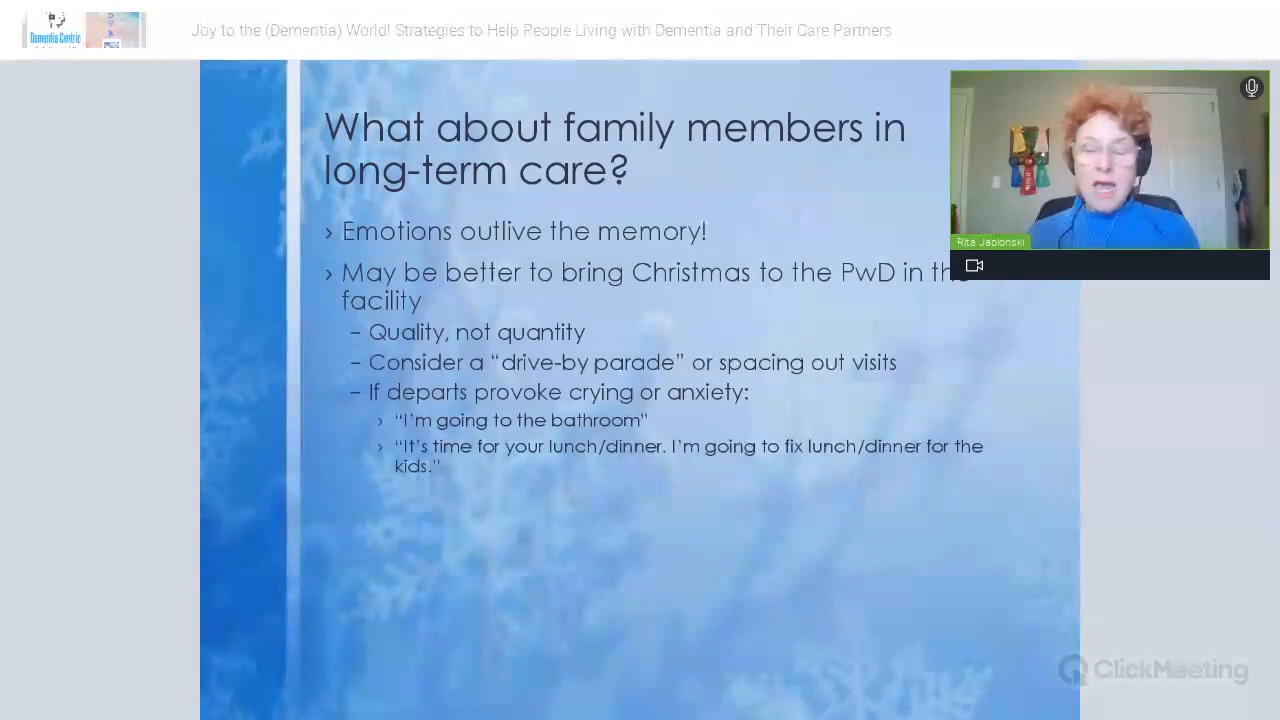 Dementia Centric
Joy to the (Dementia) World! Strategies to Help People Living with Dementia and Their Care Partners
What about family members in
long-term care?
› Emotions outlive the memory!
› May be better to bring Christmas to the PwD in the
facility
– Quality, not quantity
– Consider a “drive-by parade” or spacing out visits
– If departs provoke crying or anxiety:
› “I’m going to the bathroom”
› “It’s time for your lunch/dinner. I’m going to fix lunch/dinner for the
kids.”
Rita Jablonski
ClickMeeting